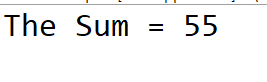 The Sum = 55